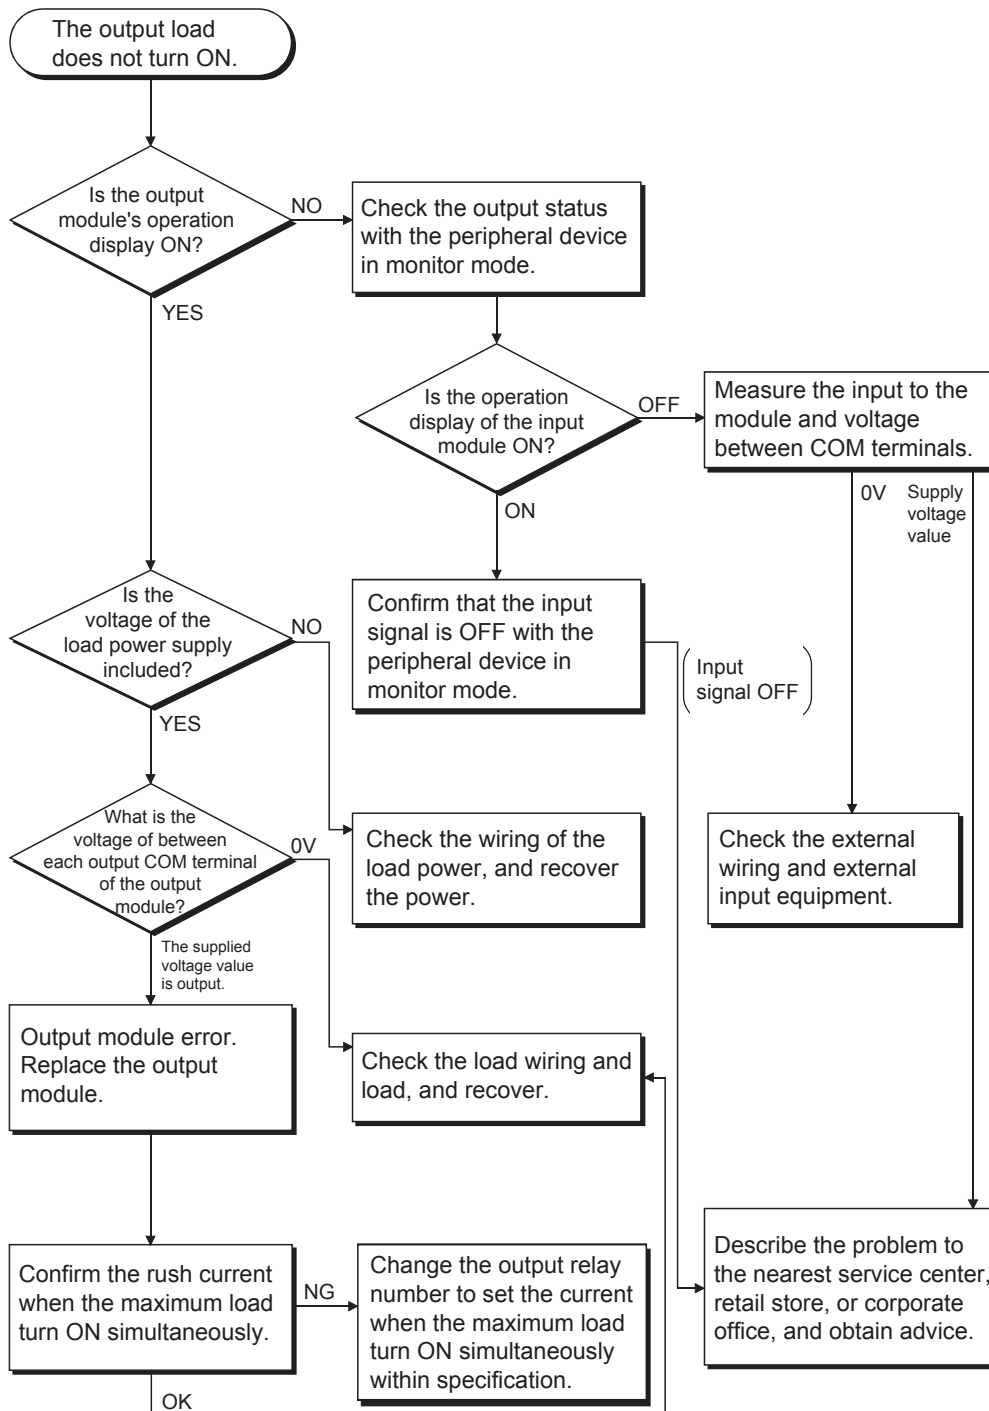 The output load
does not turn ON.
Is the output
module's operation
display ON?
NO
YES
Check the output status
with the peripheral device
in monitor mode.
Is the operation
display of the input
module ON?
OFF
ON
Measure the input to the
module and voltage
between COM terminals.
0V
Supply
voltage
value
Is the
voltage of the
load power supply
included?
NO
YES
Confirm that the input
signal is OFF with the
peripheral device in
monitor mode.
Input
signal OFF
What is the
voltage of between
each output COM terminal
of the output
module?
0V
The supplied
voltage value
is output.
Check the wiring of the
load power, and recover
the power.
Check the external
wiring and external
input equipment.
Output module error.
Replace the output
module.
Check the load wiring and
load, and recover.
Confirm the rush current
when the maximum load
turn ON simultaneously.
NG
OK
Change the output relay
number to set the current
when the maximum load
turn ON simultaneously
within specification.
Describe the problem to
the nearest service center,
retail store, or corporate
office, and obtain advice.